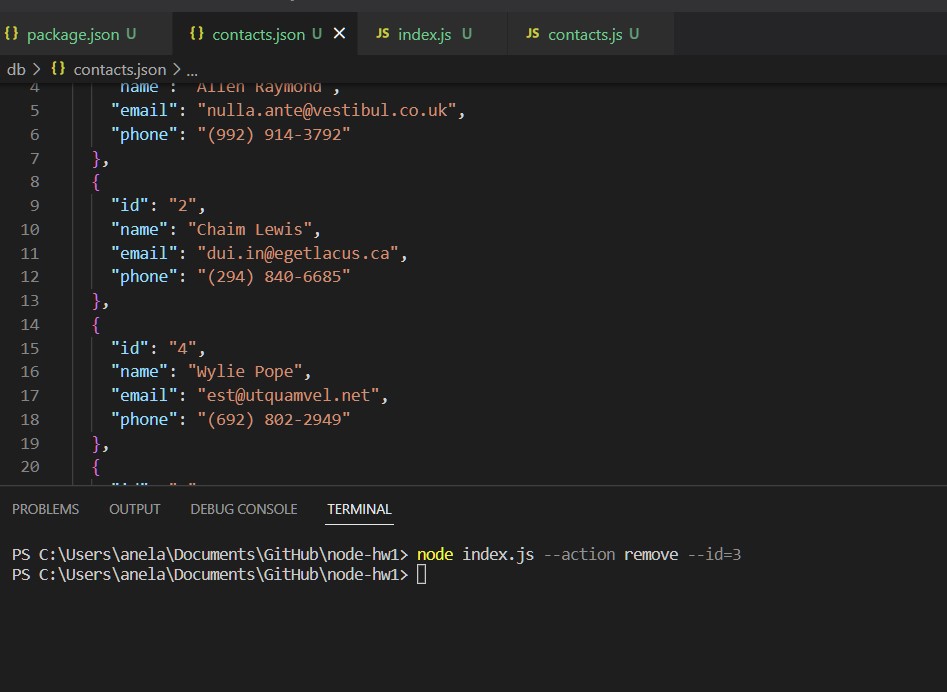 {} package.json U {} contacts.json U × JS index.js U JS contacts.js U
db > {} contacts.json > ...
4 "name": "Allen Raymond",
5 "email": "nulla.ante@vestibul.co.uk",
6 "phone": "(992) 914-3792"
7 },
8 {
9 "id": "2",
10 "name": "Chaim Lewis",
11 "email": "dui.in@egetlacus.ca",
12 "phone": "(294) 840-6685"
13 },
14 {
15 "id": "4",
16 "name": "Wylie Pope",
17 "email": "est@utquamvel.net",
18 "phone": "(692) 802-2949"
19 },
20 {
PROBLEMS OUTPUT DEBUG CONSOLE TERMINAL
PS C:\Users\anela\Documents\GitHub\node-hw1> node index.js --action remove --id=3
PS C:\Users\anela\Documents\GitHub\node-hw1>